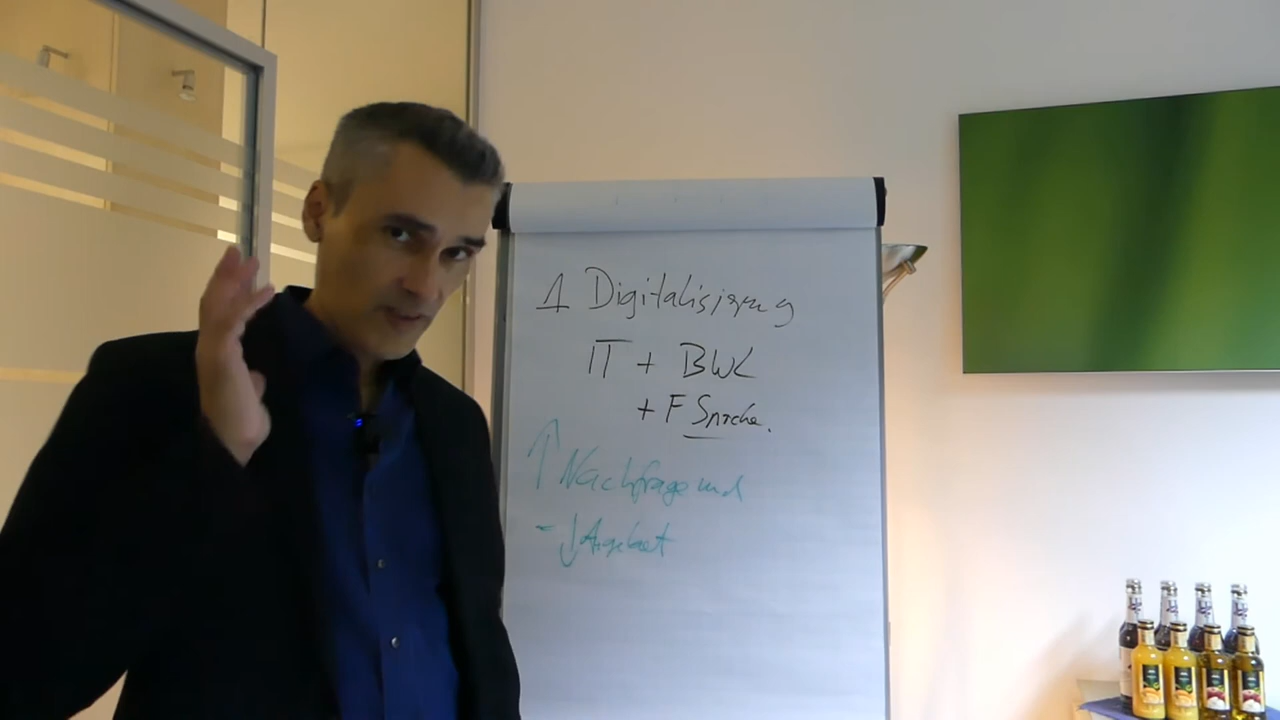 1 Digitalisierung
IT + BWL
+ F Sprache.
↑ Nachfrage und
- ↓ Angebot